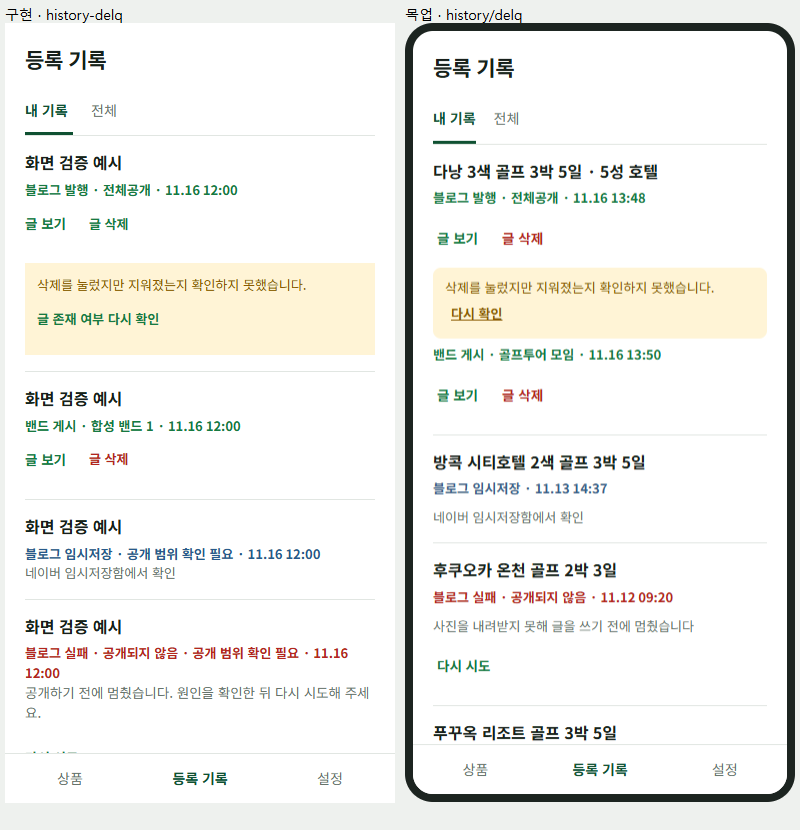 구현 · history-delq
등록 기록
내 기록 전체
화면 검증 예시
블로그 발행 · 전체공개 · 11.16 12:00
글 보기 글 삭제
삭제를 눌렀지만 지워졌는지 확인하지 못했습니다.
글 존재 여부 다시 확인
화면 검증 예시
밴드 게시 · 합성 밴드 1 · 11.16 12:00
글 보기 글 삭제
화면 검증 예시
블로그 임시저장 · 공개 범위 확인 필요 · 11.16 12:00
네이버 임시저장함에서 확인
화면 검증 예시
블로그 실패 · 공개되지 않음 · 공개 범위 확인 필요 · 11.16
12:00
공개하기 전에 멈췄습니다. 원인을 확인한 뒤 다시 시도해 주세
요.
상품 등록 기록 설정
목업 · history/delq
등록 기록
내 기록 전체
다낭 3색 골프 3박 5일 · 5성 호텔
블로그 발행 · 전체공개 · 11.16 13:48
글 보기 글 삭제
삭제를 눌렀지만 지워졌는지 확인하지 못했습니다.
다시 확인
밴드 게시 · 골프투어 모임 · 11.16 13:50
글 보기 글 삭제
방콕 시티호텔 2색 골프 3박 5일
블로그 임시저장 · 11.13 14:37
네이버 임시저장함에서 확인
후쿠오카 온천 골프 2박 3일
블로그 실패 · 공개되지 않음 · 11.12 09:20
사진을 내려받지 못해 글을 쓰기 전에 멈췄습니다
다시 시도
푸꾸옥 리조트 골프 3박 5일
상품 등록 기록 설정